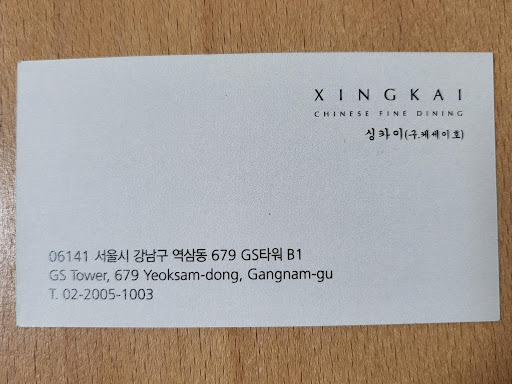 XINGKAI
CHINESE FINE DINING
싱카이(구.케세이호)
06141 서울시 강남구 역삼동 679 GS타워 B1
GS Tower, 679 Yeoksam-dong, Gangnam-gu
T. 02-2005-1003